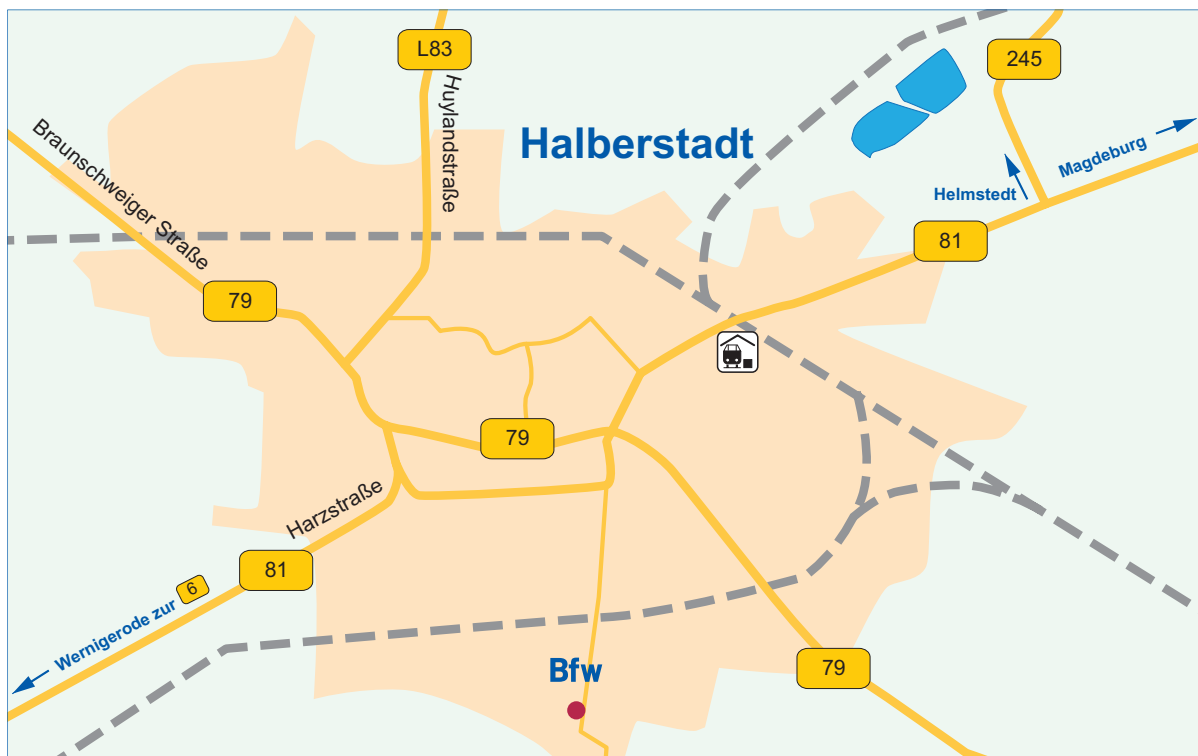 L83
245
Huylandstraße
Halberstadt
Braunschweiger Straße
Magdeburg
Helmstedt
81
79
79
Harzstraße
81
6
Wernigerode zur
Bfw
79